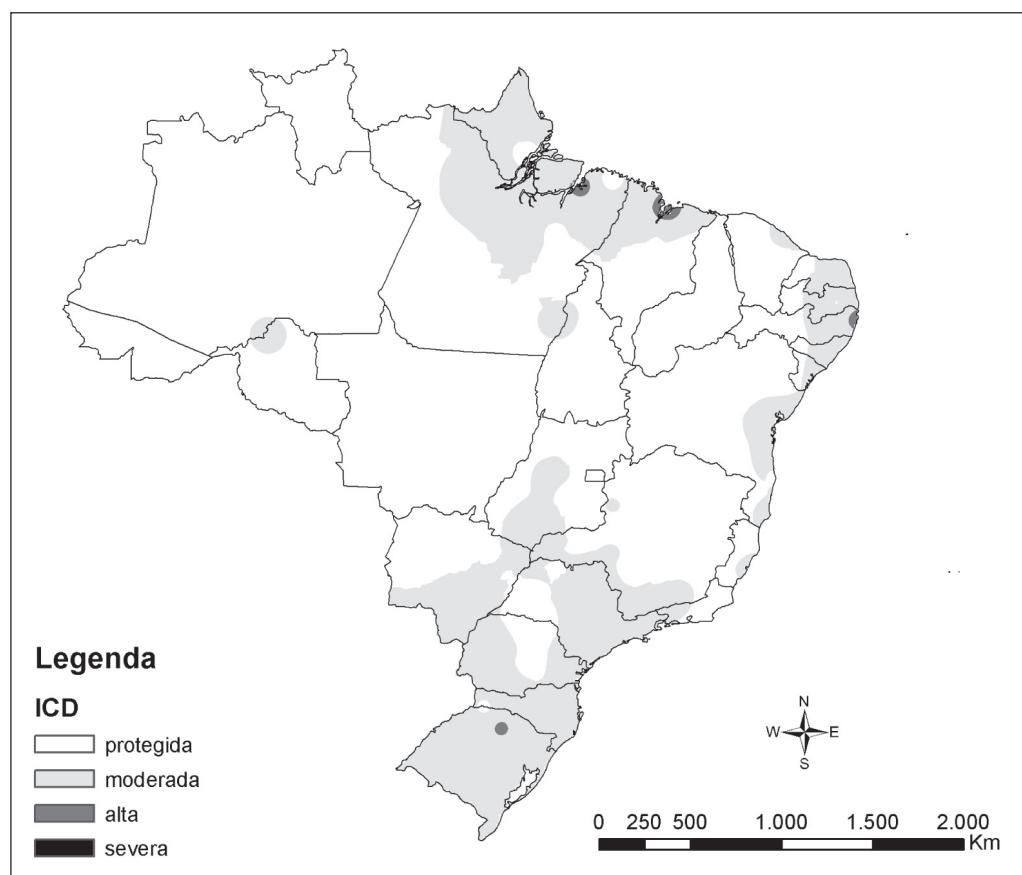 Legenda
ICD
protegida
moderada
alta
severa
N
W E
S
0 250 500 1.000 1.500 2.000
Km